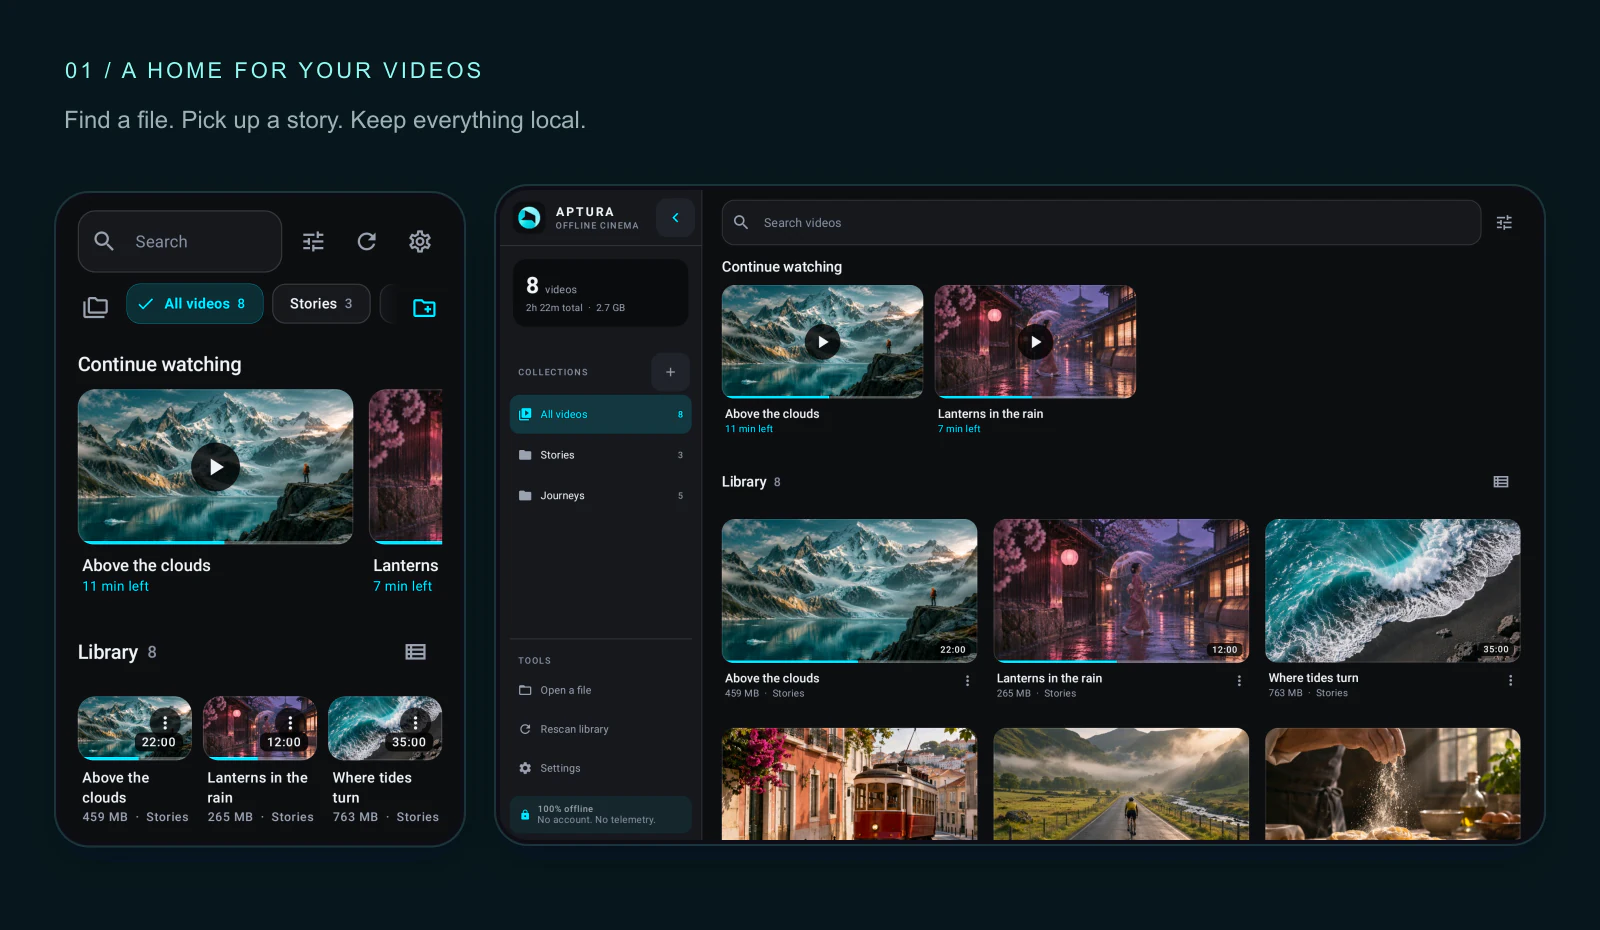 01 / A HOME FOR YOUR VIDEOS
Find a file. Pick up a story. Keep everything local.
Search
All videos 8
Stories 3
Continue watching
Above the clouds
11 min left
Lanterns
7 min left
Library 8
22:00
12:00
35:00
Above the
clouds
459 MB · Stories
Lanterns in the
rain
265 MB · Stories
Where tides
turn
763 MB · Stories
APTURA
OFFLINE CINEMA
8 videos
2h 22m total · 2.7 GB
COLLECTIONS
All videos 8
Stories 3
Journeys 5
TOOLS
Open a file
Rescan library
Settings
100% offline
No account. No telemetry.
Search videos
Continue watching
Above the clouds
11 min left
Lanterns in the rain
7 min left
Library 8
22:00
12:00
35:00
Above the clouds
459 MB · Stories
Lanterns in the rain
265 MB · Stories
Where tides turn
763 MB · Stories